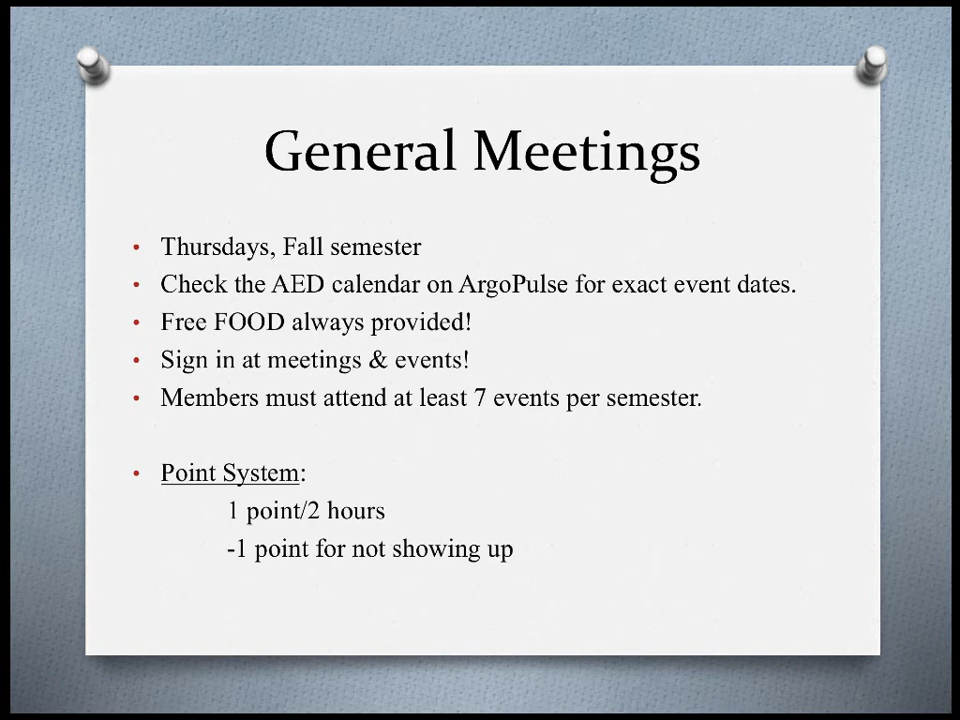 General Meetings
• Thursdays, Fall semester
• Check the AED calendar on ArgoPulse for exact event dates.
• Free FOOD always provided!
• Sign in at meetings & events!
• Members must attend at least 7 events per semester.
• Point System:
1 point/2 hours
-1 point for not showing up